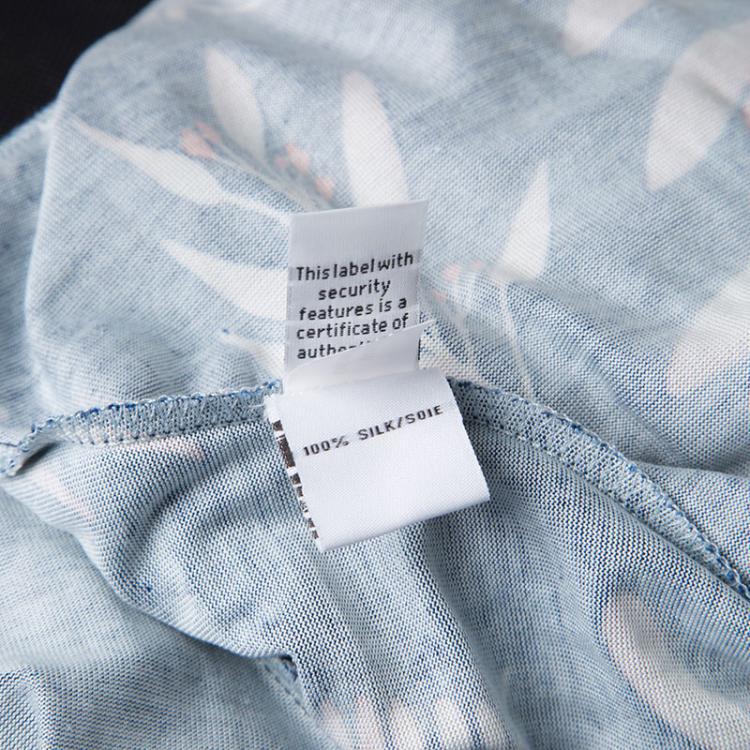 This label with
security
features is a
certificate of
100% SILK/SOIE